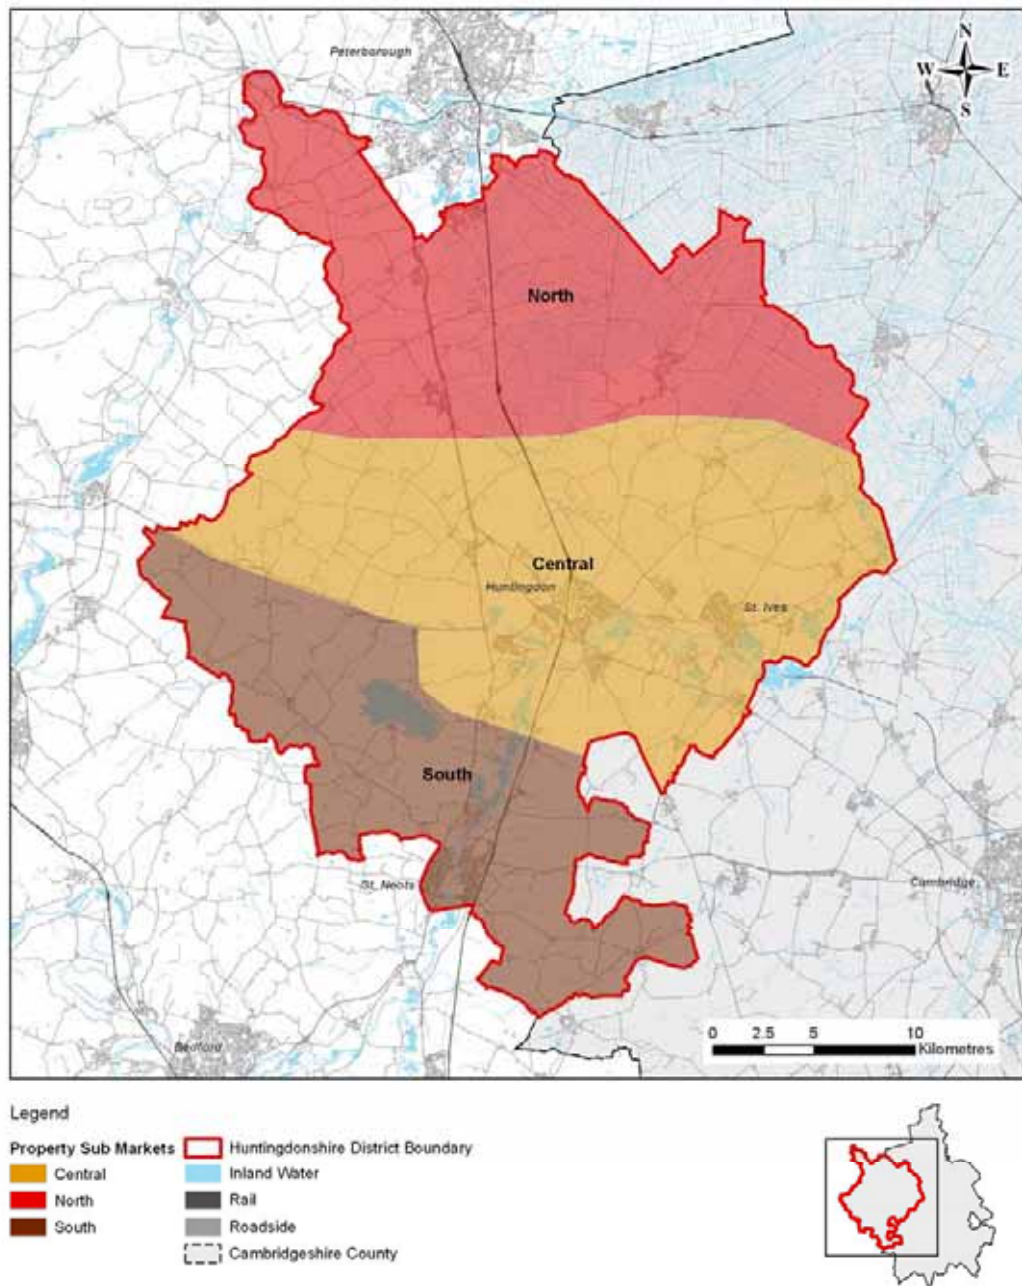 Peterborough
N
W E
S
North
Central
Huntingdon
St. Ives
South
St. Neots
Cambridge
Bedford
0 2.5 5 10
Kilometres
Legend
Property Sub Markets
Central
North
South
Huntingdonshire District Boundary
Inland Water
Rail
Roadside
Cambridgeshire County